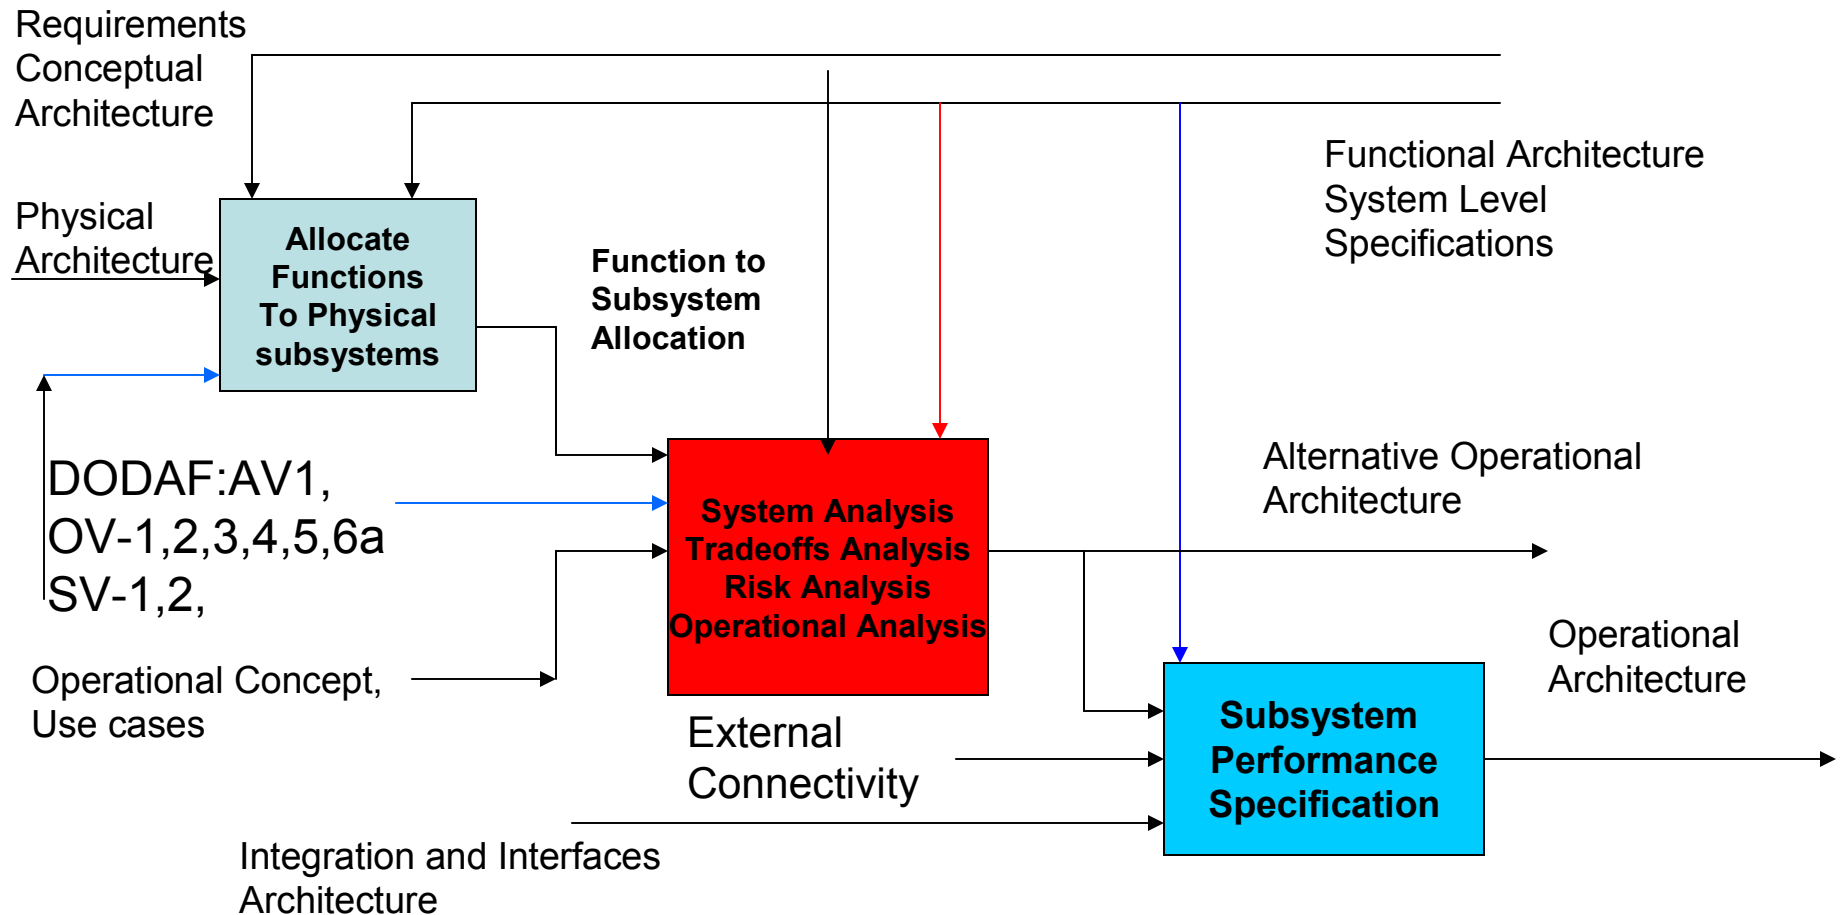 Requirements
Conceptual
Architecture
Functional Architecture
System Level
Specifications
Physical
Architecture
Allocate
Functions
To Physical
subsystems
Function to
Subsystem
Allocation
DODAF:AV1,
OV-1,2,3,4,5,6a
SV-1,2,
System Analysis
Tradeoffs Analysis
Risk Analysis
Operational Analysis
Alternative Operational
Architecture
Operational Concept,
Use cases
Operational
Architecture
External
Connectivity
Subsystem
Performance
Specification
Integration and Interfaces
Architecture